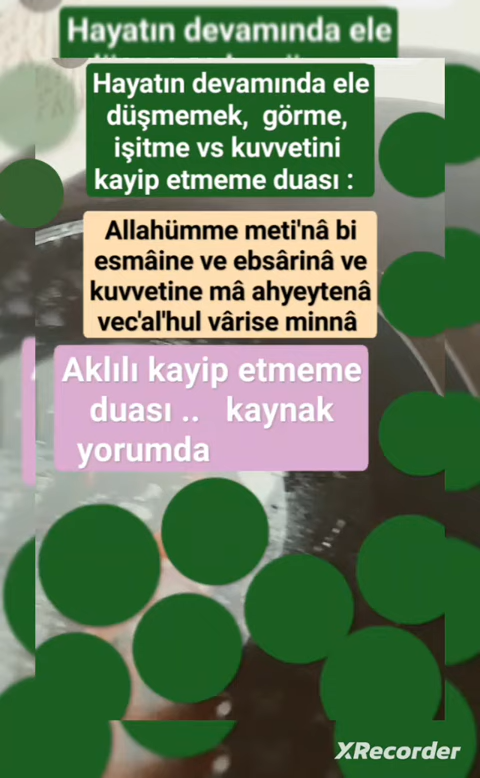 Hayatın devamında ele
Hayatın devamında ele
düşmemek, görme,
işitme vs kuvvetini
kayip etmeme duası :
Allahümme meti'nâ bi
esmâine ve ebsârinâ ve
kuvvetine mâ ahyeytenâ
vec'al'hul vârise minnâ
Aklılı kayip etmeme
duası .. kaynak
yorumda
XRecorder